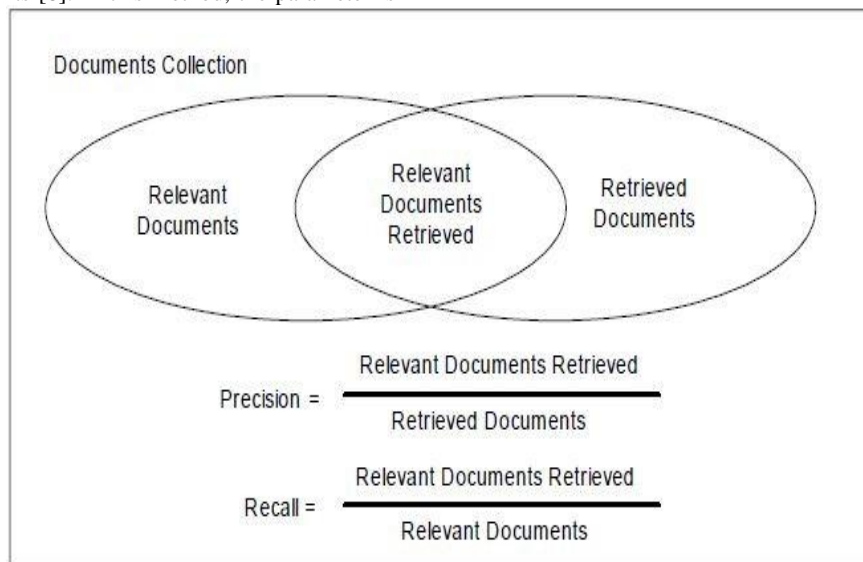 Documents Collection
Relevant
Documents
Relevant
Documents
Retrieved
Retrieved
Documents
Relevant Documents Retrieved
Precision =
Retrieved Documents
Relevant Documents Retrieved
Recall =
Relevant Documents